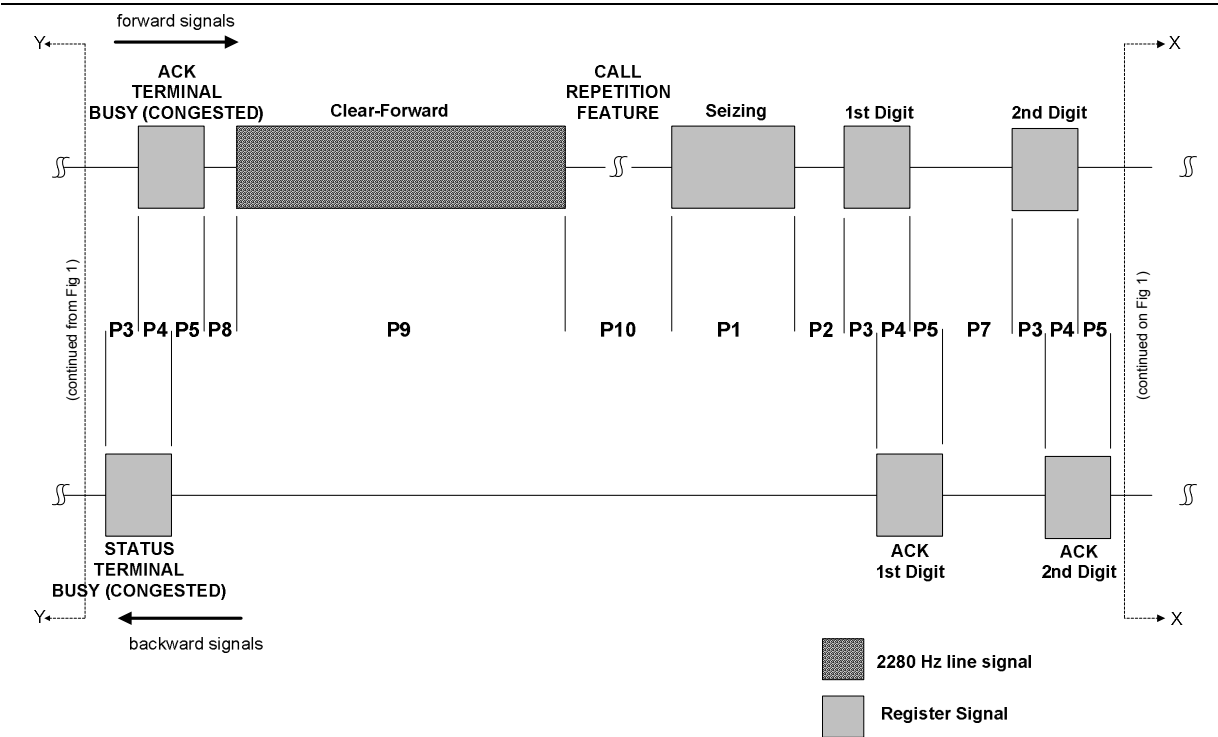 forward signals
Y
X
ACK
TERMINAL
BUSY (CONGESTED)
Clear-Forward
CALL
REPETITION
FEATURE
Seizing
1st Digit
2nd Digit
(continued from Fig 1)
P3 P4 P5 P8 P9 P10 P1 P2 P3 P4 P5 P7 P3 P4 P5
(continued on Fig 1)
STATUS
TERMINAL
BUSY (CONGESTED)
ACK
1st Digit
ACK
2nd Digit
Y
X
backward signals
2280 Hz line signal
Register Signal